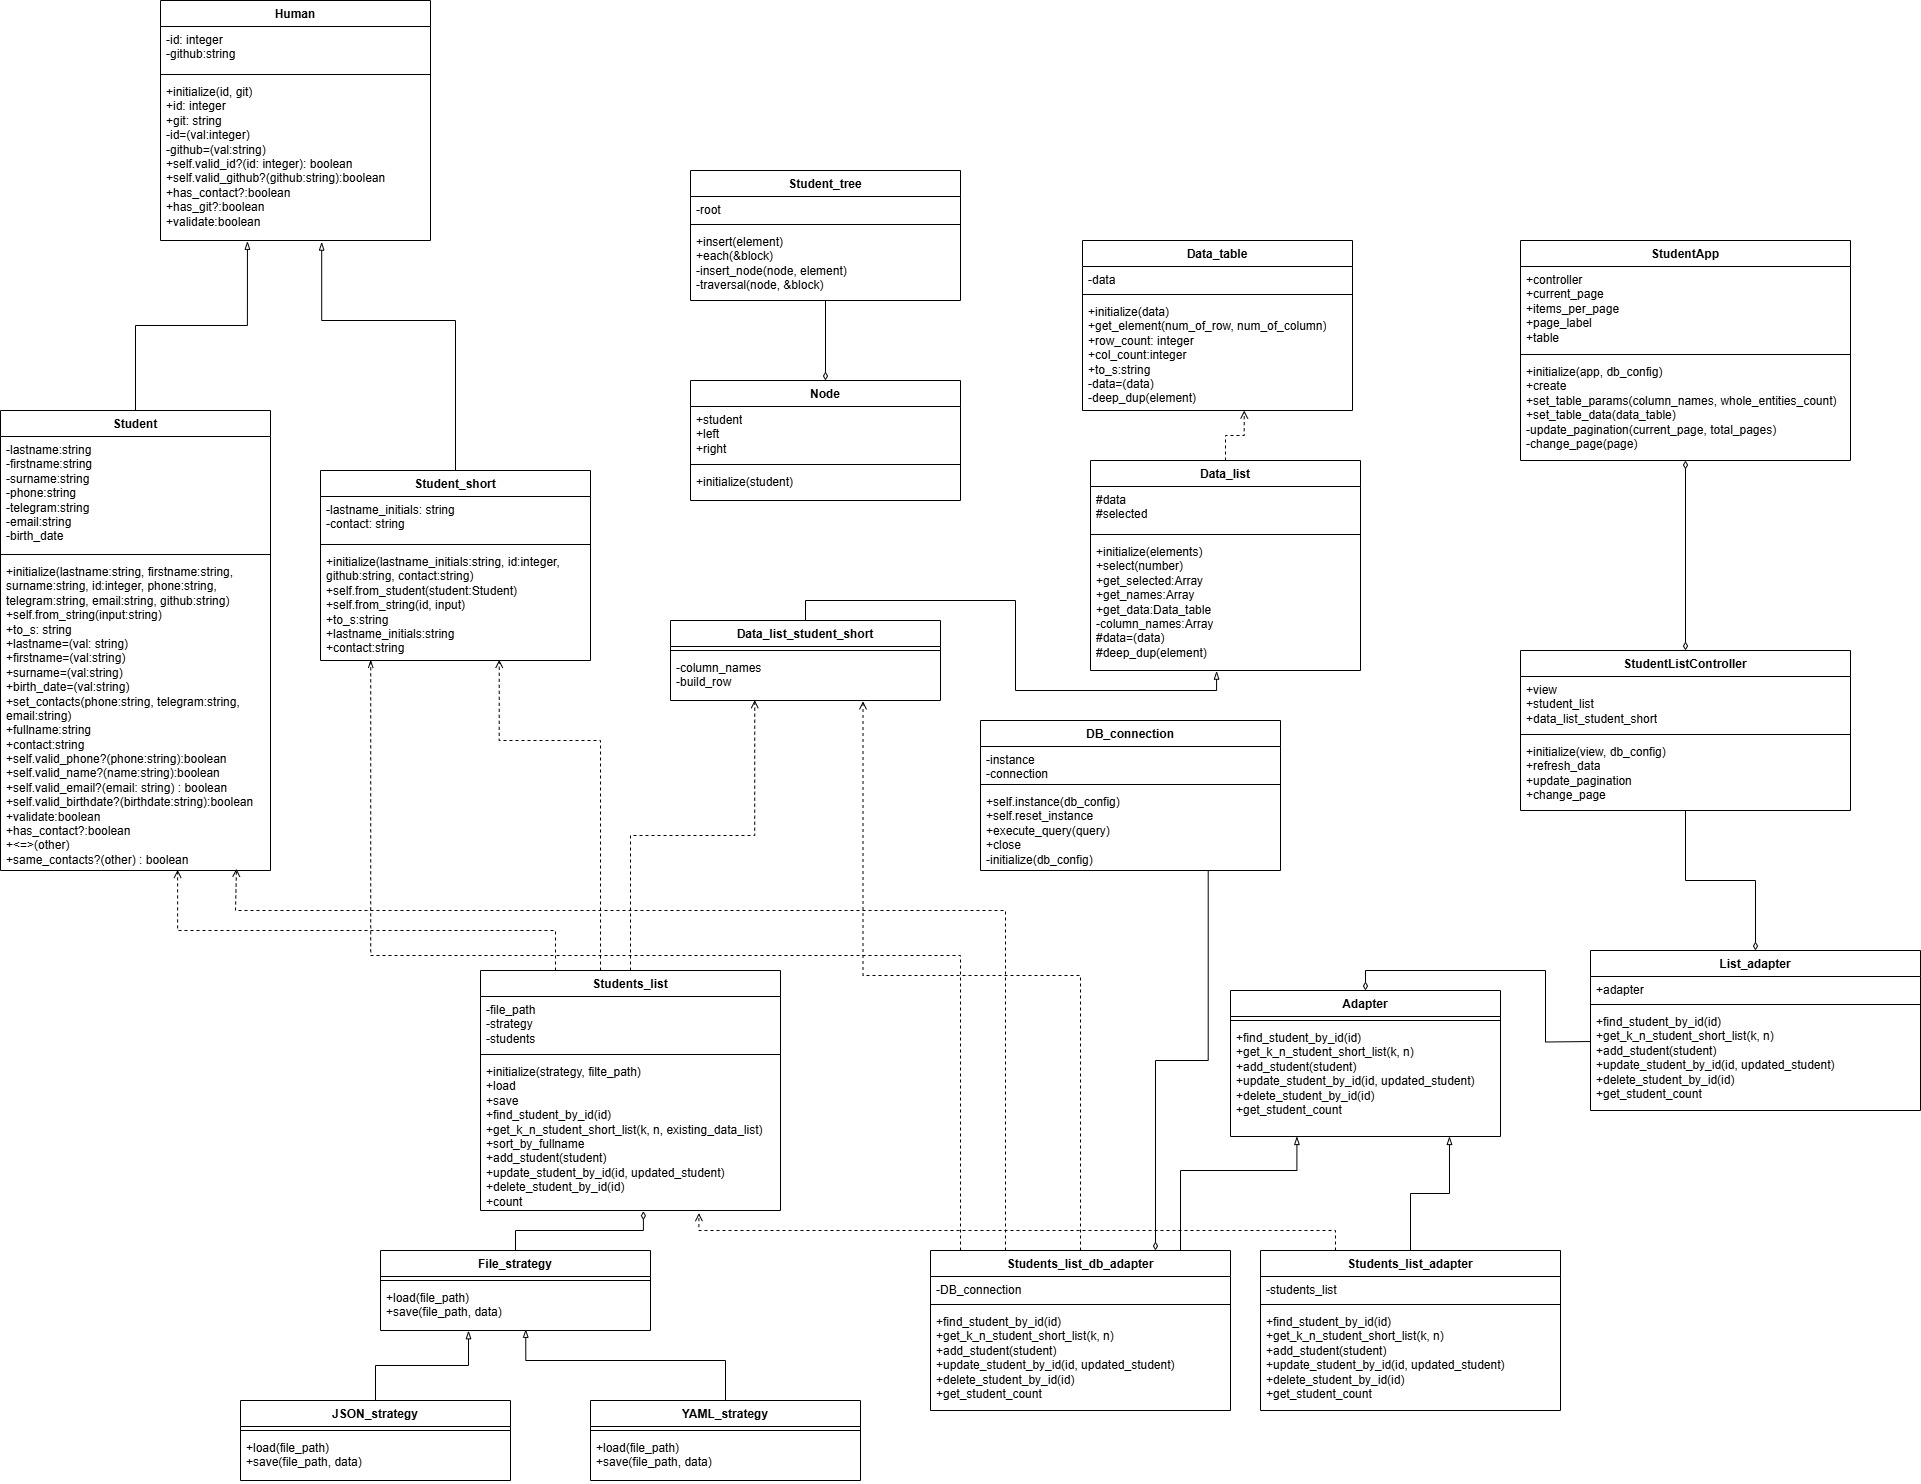 Human
-id: integer
-github:string
+initialize(id, git)
+id: integer
+git: string
-id=(val:integer)
-github=(val:string)
+self.valid_id?(id: integer): boolean
+self.valid_github?(github:string):boolean
+has_contact?:boolean
+has_git?:boolean
+validate:boolean
Student_tree
-root
+insert(element)
+each(&block)
-insert_node(node, element)
-traversal(node, &block)
Data_table
-data
+initialize(data)
+get_element(num_of_row, num_of_column)
+row_count: integer
+col_count:integer
+to_s:string
-data=(data)
-deep_dup(element)
StudentApp
+controller
+current_page
+items_per_page
+page_label
+table
+initialize(app, db_config)
+create
+set_table_params(column_names, whole_entities_count)
+set_table_data(data_table)
-update_pagination(current_page, total_pages)
-change_page(page)
Node
+student
+left
+right
+initialize(student)
Student
-lastname:string
-firstname:string
-surname:string
-phone:string
-telegram:string
-email:string
-birth_date
+initialize(lastname:string, firstname:string,
surname:string, id:integer, phone:string,
telegram:string, email:string, github:string)
+self.from_string(input:string)
+to_s: string
+lastname=(val: string)
+firstname=(val:string)
+surname=(val:string)
+birth_date=(val:string)
+set_contacts(phone:string, telegram:string,
email:string)
+fullname:string
+contact:string
+self.valid_phone?(phone:string):boolean
+self.valid_name?(name:string):boolean
+self.valid_email?(email: string) : boolean
+self.valid_birthdate?(birthdate:string):boolean
+validate:boolean
+has_contact?:boolean
+<=>(other)
+same_contacts?(other) : boolean
Student_short
-lastname_initials: string
-contact: string
+initialize(lastname_initials:string, id:integer,
github:string, contact:string)
+self.from_student(student:Student)
+self.from_string(id, input)
+to_s:string
+lastname_initials:string
+contact:string
Data_list
#data
#selected
+initialize(elements)
+select(number)
+get_selected:Array
+get_names:Array
+get_data:Data_table
-column_names:Array
#data=(data)
#deep_dup(element)
Data_list_student_short
-column_names
-build_row
StudentListController
+view
+student_list
+data_list_student_short
+initialize(view, db_config)
+refresh_data
+update_pagination
+change_page
DB_connection
-instance
-connection
+self.instance(db_config)
+self.reset_instance
+execute_query(query)
+close
-initialize(db_config)
Students_list
-file_path
-strategy
-students
+initialize(strategy, filte_path)
+load
+save
+find_student_by_id(id)
+get_k_n_student_short_list(k, n, existing_data_list)
+sort_by_fullname
+add_student(student)
+update_student_by_id(id, updated_student)
+delete_student_by_id(id)
+count
Adapter
+find_student_by_id(id)
+get_k_n_student_short_list(k, n)
+add_student(student)
+update_student_by_id(id, updated_student)
+delete_student_by_id(id)
+get_student_count
List_adapter
+adapter
+find_student_by_id(id)
+get_k_n_student_short_list(k, n)
+add_student(student)
+update_student_by_id(id, updated_student)
+delete_student_by_id(id)
+get_student_count
File_strategy
+load(file_path)
+save(file_path, data)
Students_list_db_adapter
-DB_connection
+find_student_by_id(id)
+get_k_n_student_short_list(k, n)
+add_student(student)
+update_student_by_id(id, updated_student)
+delete_student_by_id(id)
+get_student_count
Students_list_adapter
-students_list
+find_student_by_id(id)
+get_k_n_student_short_list(k, n)
+add_student(student)
+update_student_by_id(id, updated_student)
+delete_student_by_id(id)
+get_student_count
JSON_strategy
+load(file_path)
+save(file_path, data)
YAML_strategy
+load(file_path)
+save(file_path, data)